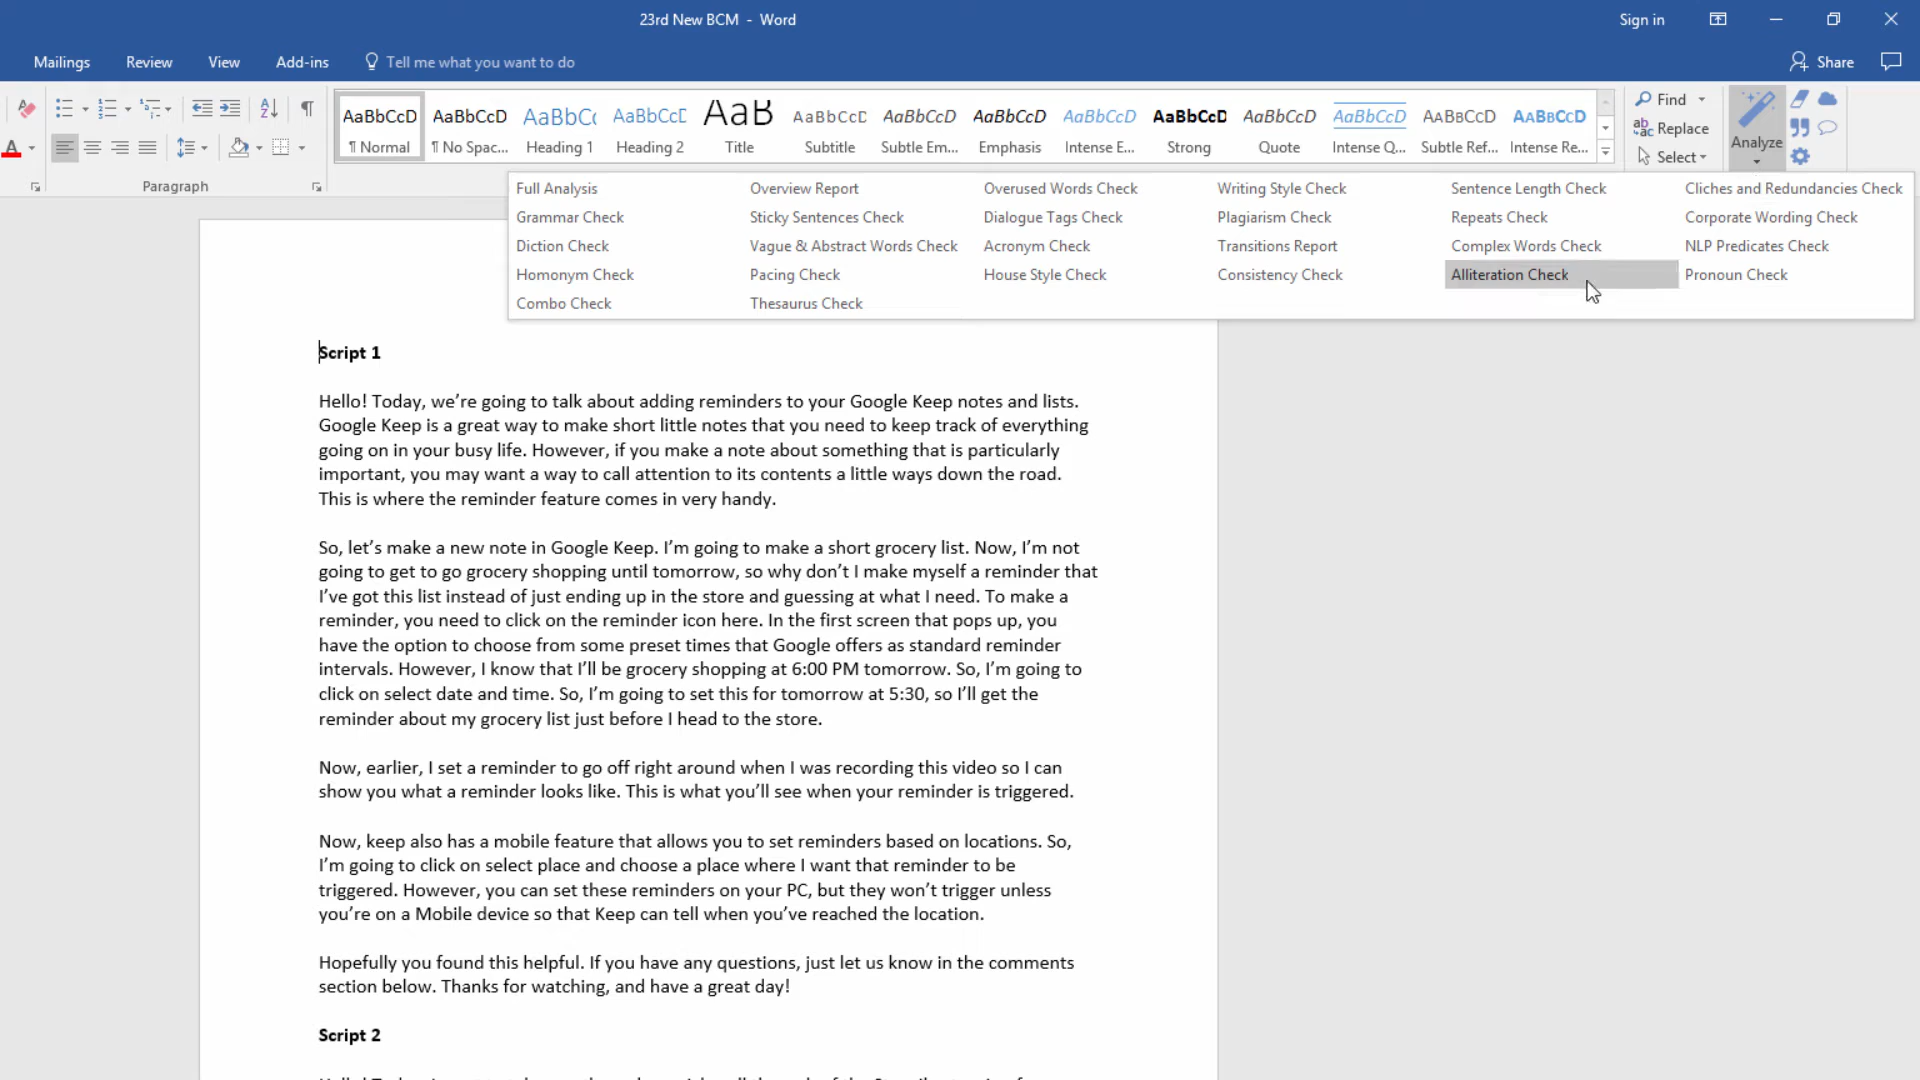 23rd New BCM - Word
Sign in
Mailings Review View Add-ins Tell me what you want to do
Share
AaBbCcD AaBbCcD AaBbC AaBbCcD AaB AaBbCcD AaBbCcD AaBbCcD AaBbCcD AaBbCcD AaBbCcD AaBbCcD AaBbCcD AaBbCcD
¶ Normal ¶ No Spac... Heading 1 Heading 2 Title Subtitle Subtle Em... Emphasis Intense E... Strong Quote Intense Q... Subtle Ref... Intense Re...
Find
Replace
Select
Analyze
Paragraph
Full Analysis Overview Report Overused Words Check Writing Style Check Sentence Length Check Cliches and Redundancies Check
Grammar Check Sticky Sentences Check Dialogue Tags Check Plagiarism Check Repeats Check Corporate Wording Check
Diction Check Vague & Abstract Words Check Acronym Check Transitions Report Complex Words Check NLP Predicates Check
Homonym Check Pacing Check House Style Check Consistency Check Alliteration Check Pronoun Check
Combo Check Thesaurus Check
Script 1
Hello! Today, we’re going to talk about adding reminders to your Google Keep notes and lists.
Google Keep is a great way to make short little notes that you need to keep track of everything
going on in your busy life. However, if you make a note about something that is particularly
important, you may want a way to call attention to its contents a little ways down the road.
This is where the reminder feature comes in very handy.
So, let’s make a new note in Google Keep. I’m going to make a short grocery list. Now, I’m not
going to get to go grocery shopping until tomorrow, so why don’t I make myself a reminder that
I’ve got this list instead of just ending up in the store and guessing at what I need. To make a
reminder, you need to click on the reminder icon here. In the first screen that pops up, you
have the option to choose from some preset times that Google offers as standard reminder
intervals. However, I know that I’ll be grocery shopping at 6:00 PM tomorrow. So, I’m going to
click on select date and time. So, I’m going to set this for tomorrow at 5:30, so I’ll get the
reminder about my grocery list just before I head to the store.
Now, earlier, I set a reminder to go off right around when I was recording this video so I can
show you what a reminder looks like. This is what you’ll see when your reminder is triggered.
Now, keep also has a mobile feature that allows you to set reminders based on locations. So,
I’m going to click on select place and choose a place where I want that reminder to be
triggered. However, you can set these reminders on your PC, but they won’t trigger unless
you’re on a Mobile device so that Keep can tell when you’ve reached the location.
Hopefully you found this helpful. If you have any questions, just let us know in the comments
section below. Thanks for watching, and have a great day!
Script 2